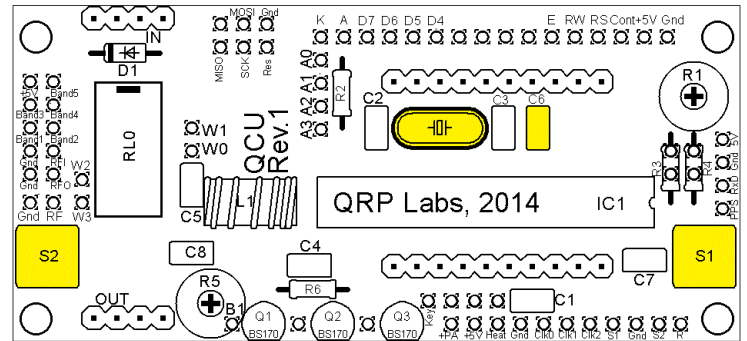 MOSI Gnd
K A D7 D6 D5 D4 E RW RS Cont +5V Gnd
IN
D1
MISO SCK Res
A0
A1
A2
A3
R2
C2
C3
C6
R1
+5V Band5
Band3 Band4
Band1 Band2
Gnd RFI
Gnd RFO
Gnd RF
W2
W3
RL0
W1
W0
QCU
Rev.1
R3
R4
5V
Gnd
RxD
PPS
C5
L1
QRP Labs, 2014
IC1
S2
C8
C4
C7
S1
R5
R6
OUT
B1
Q1
BS170
Q2
BS170
Q3
BS170
C1
Key
+PA +5V Heat Gnd Clk0 Clk1 Clk2 S1 Gnd S2 R